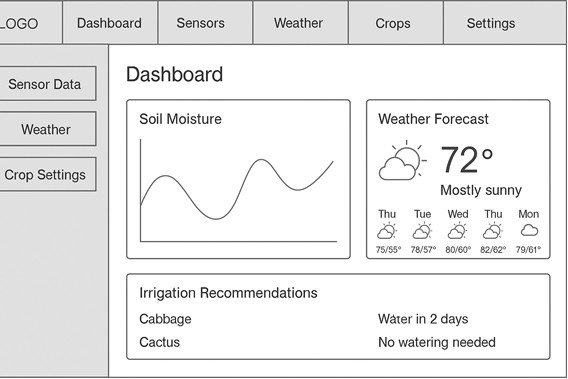 LOGO
Dashboard
Sensors
Weather
Crops
Settings
Sensor Data
Weather
Crop Settings
Dashboard
Soil Moisture
Weather Forecast
72°
Mostly sunny
Thu Tue Wed Thu Mon
75/55° 78/57° 80/60° 82/62° 79/61°
Irrigation Recommendations
Cabbage Water in 2 days
Cactus No watering needed